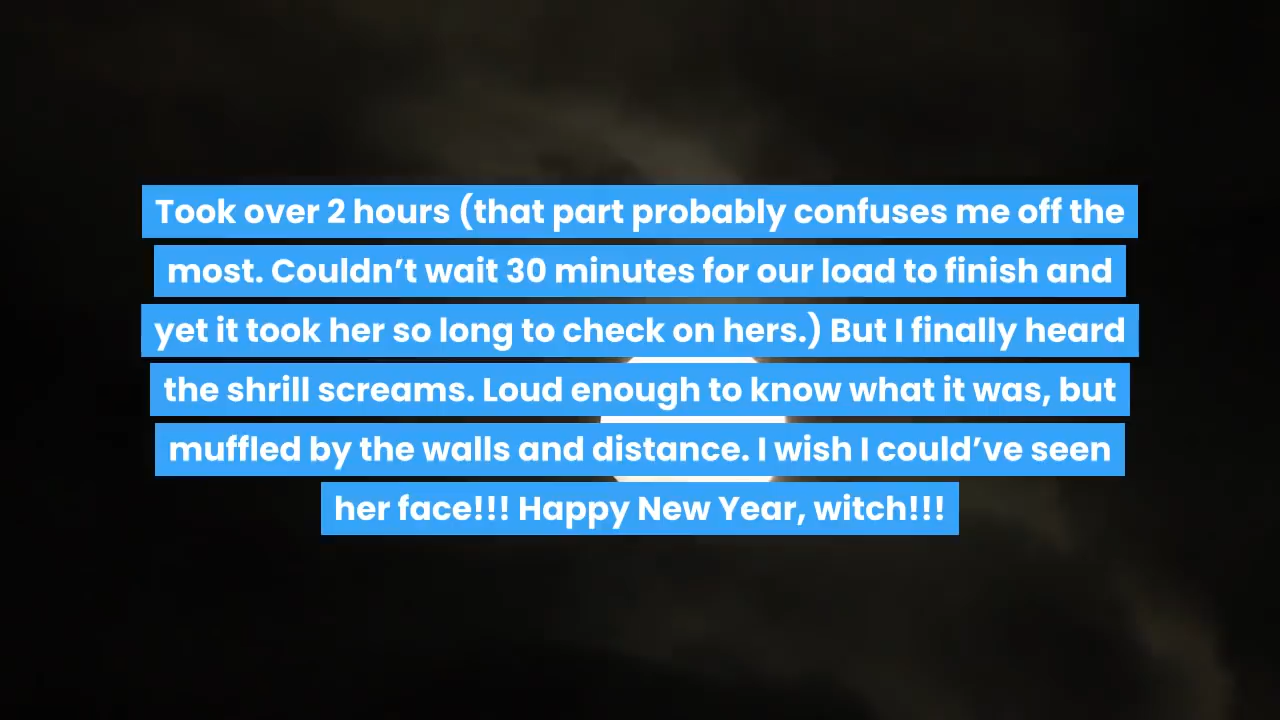 Took over 2 hours (that part probably confuses me off the
most. Couldn’t wait 30 minutes for our load to finish and
yet it took her so long to check on hers.) But I finally heard
the shrill screams. Loud enough to know what it was, but
muffled by the walls and distance. I wish I could’ve seen
her face!!! Happy New Year, witch!!!